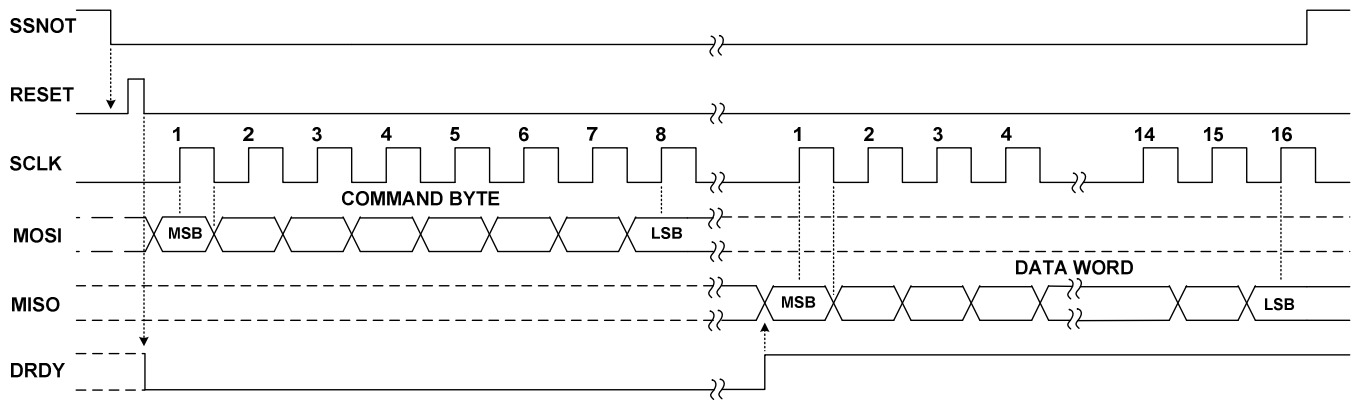 SSNOT
RESET
1 2 3 4 5 6 7 8 1 2 3 4 14 15 16
SCLK
COMMAND BYTE
MOSI MSB LSB
DATA WORD
MISO MSB LSB
DRDY